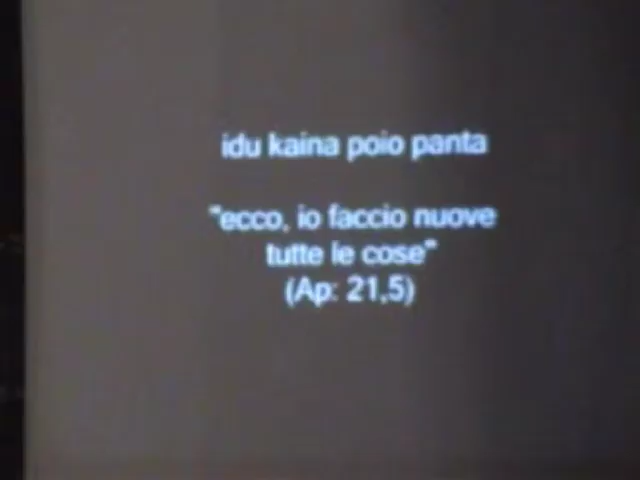 idu kaina poio panta
"ecco, io faccio nuove
tutte le cose"
(Ap: 21,5)